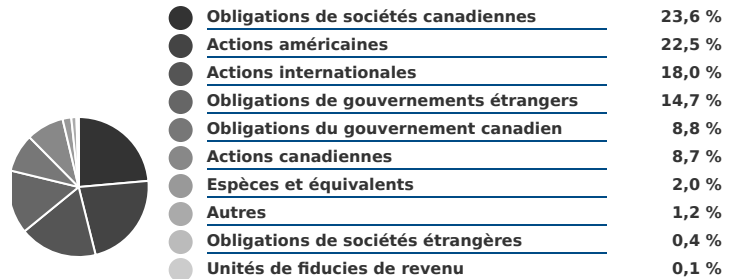 Obligations de sociétés canadiennes 23,6 %
Actions américaines 22,5 %
Actions internationales 18,0 %
Obligations de gouvernements étrangers 14,7 %
Obligations du gouvernement canadien 8,8 %
Actions canadiennes 8,7 %
Espèces et équivalents 2,0 %
Autres 1,2 %
Obligations de sociétés étrangères 0,4 %
Unités de fiducies de revenu 0,1 %